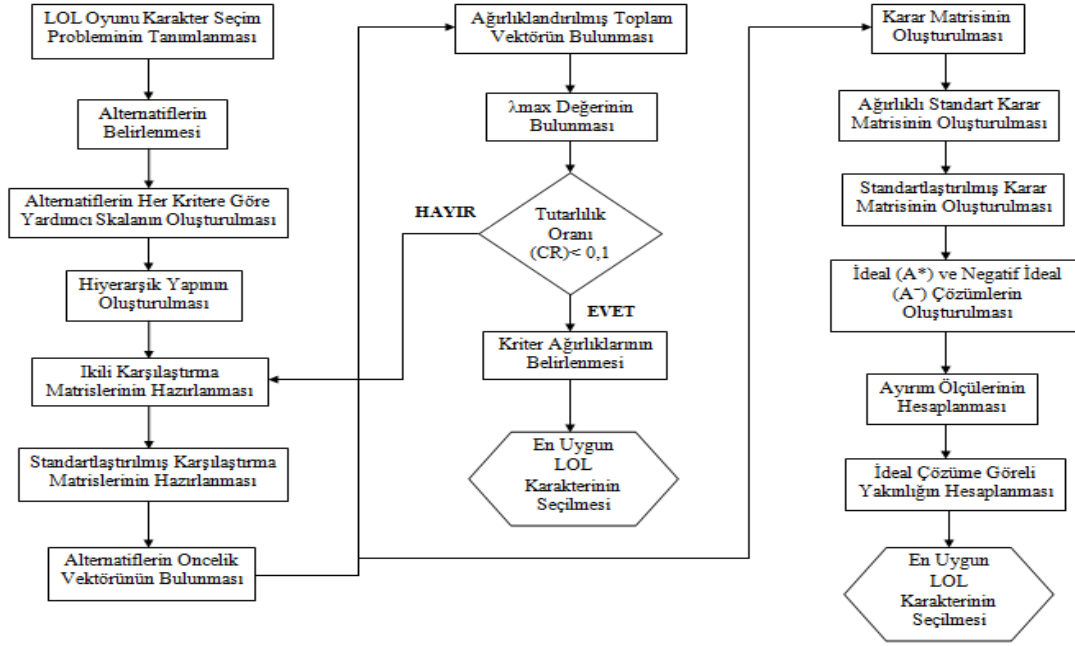 LOL Oyunu Karakter Seçim
Probleminin Tanımlanması
Alternatiflerin
Belirlenmesi
Alternatiflerin Her Kritere Göre
Yardımcı Skalanın Oluşturulması
Hiyerarşik Yapının
Oluşturulması
Ikili Karşılaştırma
Matrislerinin Hazırlanması
Standartlaştırılmış Karşılaştırma
Matrislerinin Hazırlanması
Alternatiflerin Oncelik
Vektörünün Bulunması
Ağırlıklandırılmış Toplam
Vektörün Bulunması
λmax Değerinin
Bulunması
HAYIR
Tutarlılık
Oranı
(CR)< 0,1
EVET
Kriter Ağırlıklarının
Belirlenmesi
En Uygun
LOL
Karakterinin
Seçilmesi
Karar Matrisinin
Oluşturulması
Ağırlıklı Standart Karar
Matrisinin Oluşturulması
Standartlaştırılmış Karar
Matrisinin Oluşturulması
İdeal (A*) ve Negatif İdeal
(A⁻) Çözümlerin
Oluşturulması
Ayırım Ölçülerinin
Hesaplanması
İdeal Çözüme Göreli
Yakınlığın Hesaplanması
En Uygun
LOL
Karakterinin
Seçilmesi